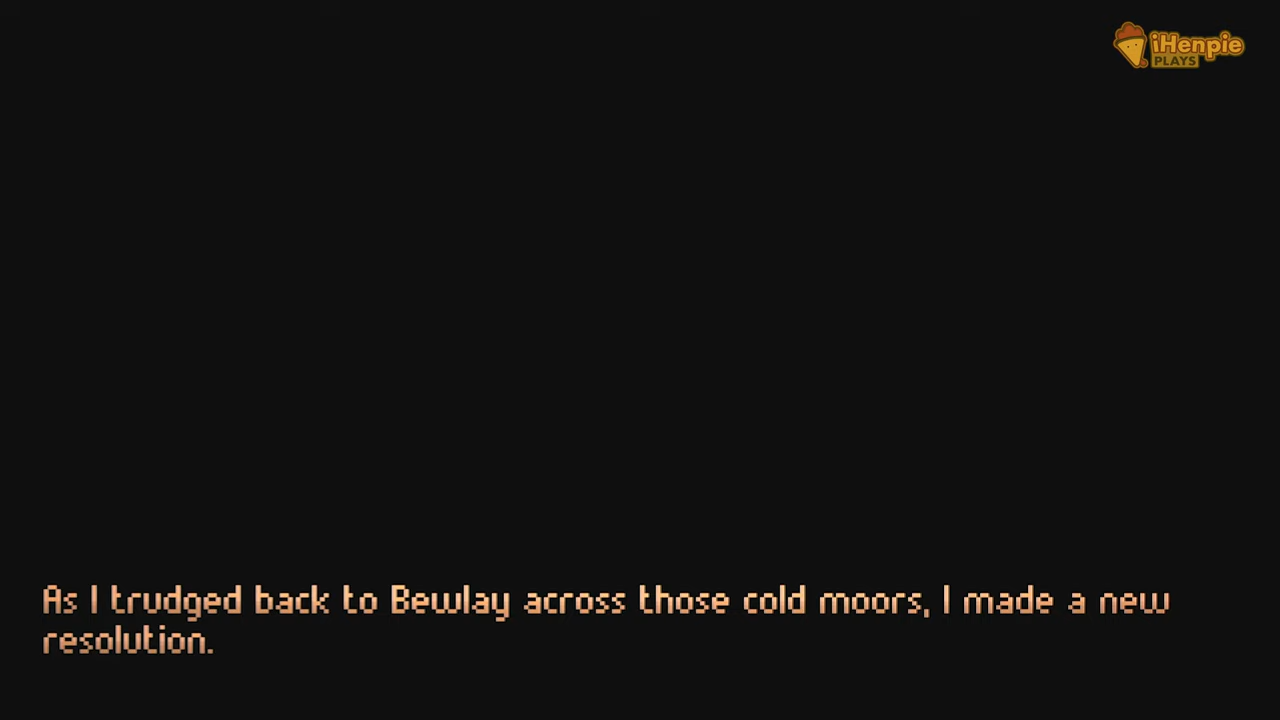 iHenpie
PLAYS
As I trudged back to Bewlay across those cold moors, I made a new
resolution.